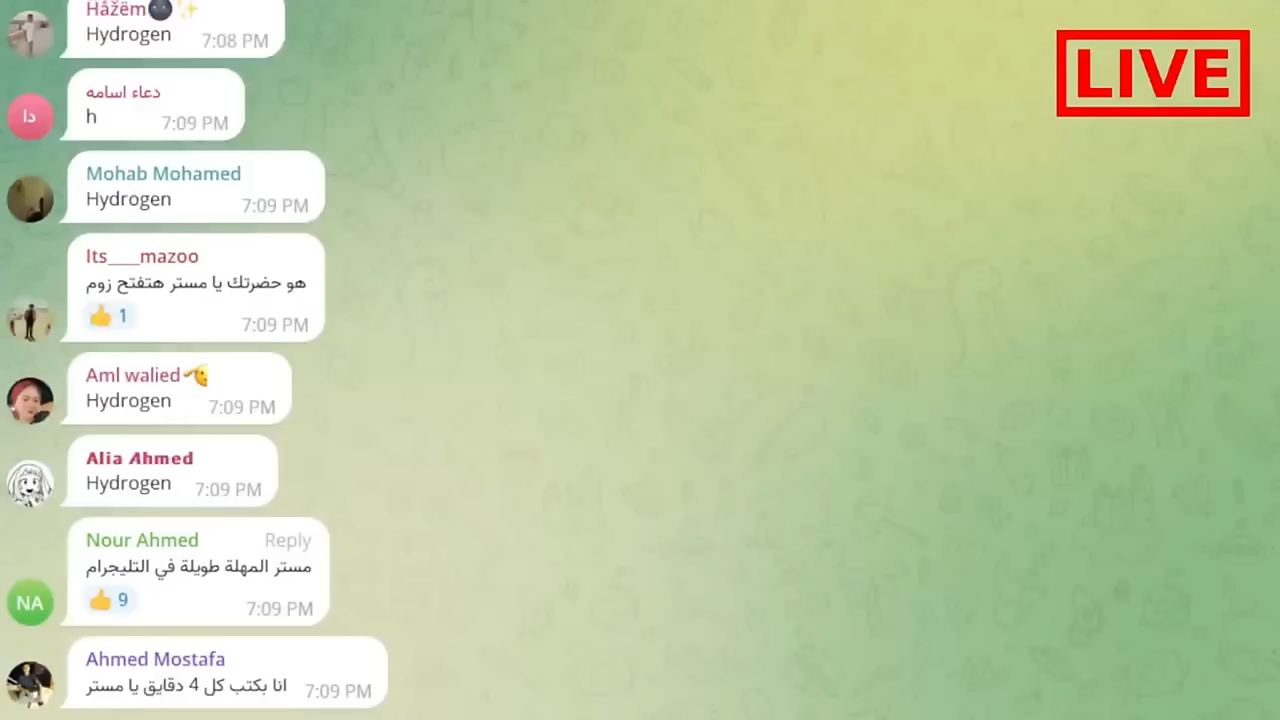 Håžëm🌚✨
Hydrogen 7:08 PM
LIVE
دا
دعاء اسامه
h 7:09 PM
Mohab Mohamed
Hydrogen 7:09 PM
Its___mazoo
هو حضرتك يا مستر هتفتح زوم
👍 1 7:09 PM
Aml walied🫡
Hydrogen 7:09 PM
Alia Ahmed
Hydrogen 7:09 PM
Nour Ahmed Reply
مستر المهلة طويلة في التليجرام
👍 9 7:09 PM
NA
Ahmed Mostafa
انا بكتب كل 4 دقايق يا مستر 7:09 PM